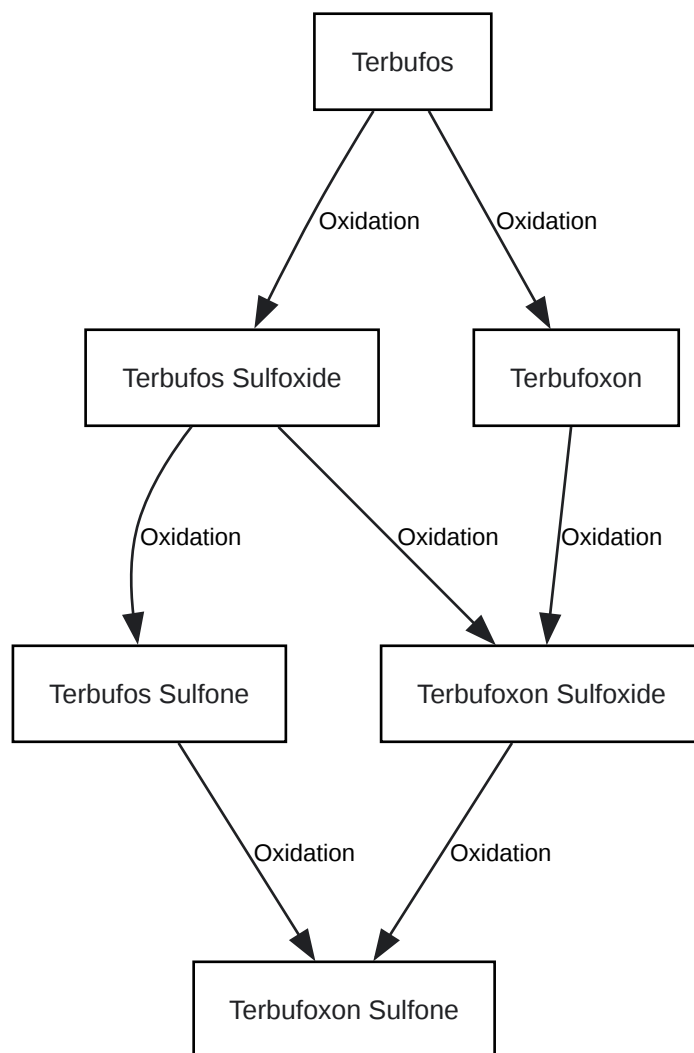 Terbufos
Oxidation
Oxidation
Terbufos Sulfoxide
Terbufoxon
Oxidation
Oxidation
Oxidation
Terbufos Sulfone
Terbufoxon Sulfoxide
Oxidation
Oxidation
Terbufoxon Sulfone